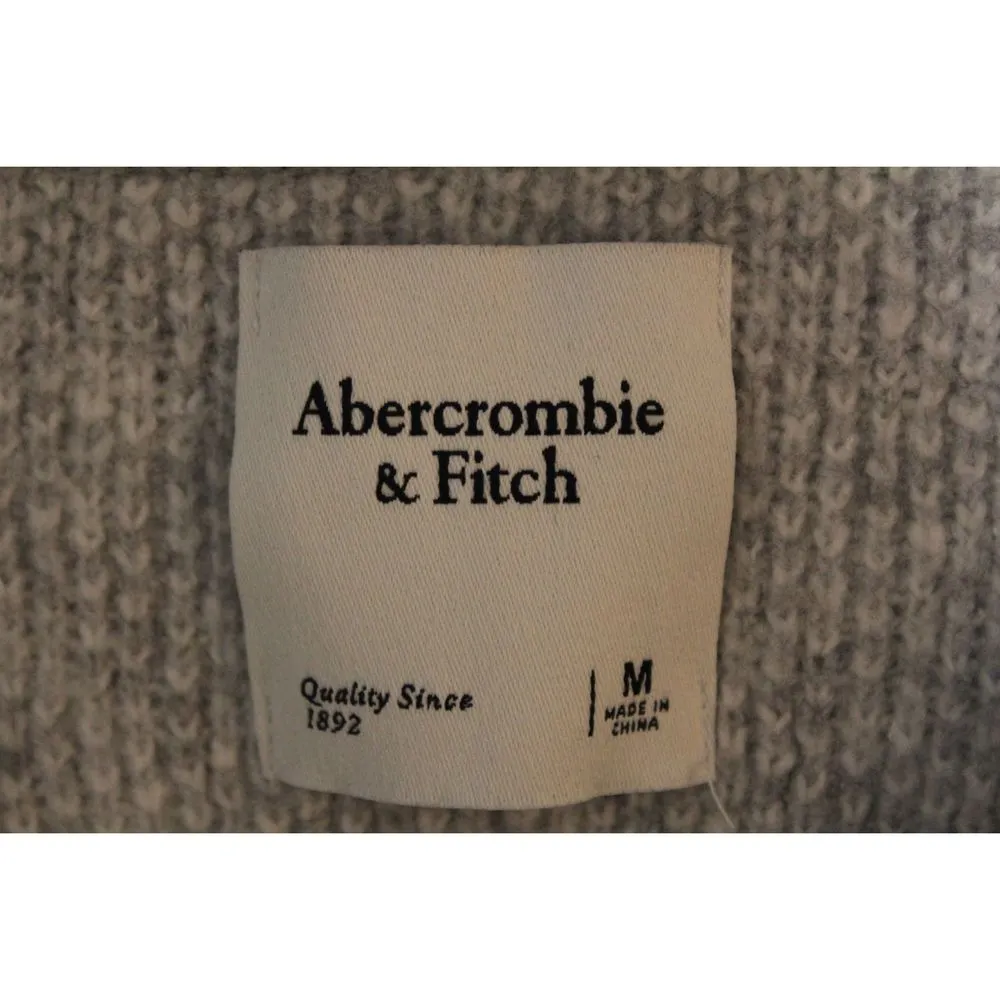 Abercrombie
& Fitch
Quality Since
1892
M
MADE IN
CHINA